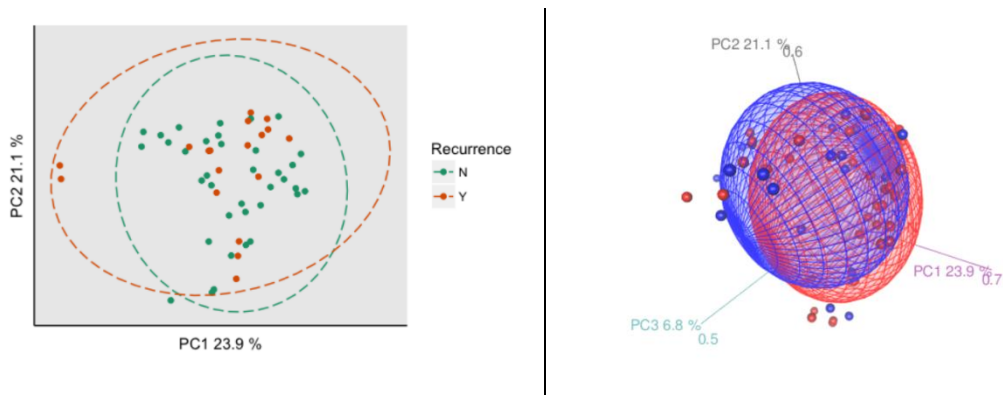 PC2 21.1 %
PC1 23.9 %
Recurrence
N
Y
PC2 21.1 %
0.6
PC1 23.9 %
0.7
PC3 6.8 %
0.5